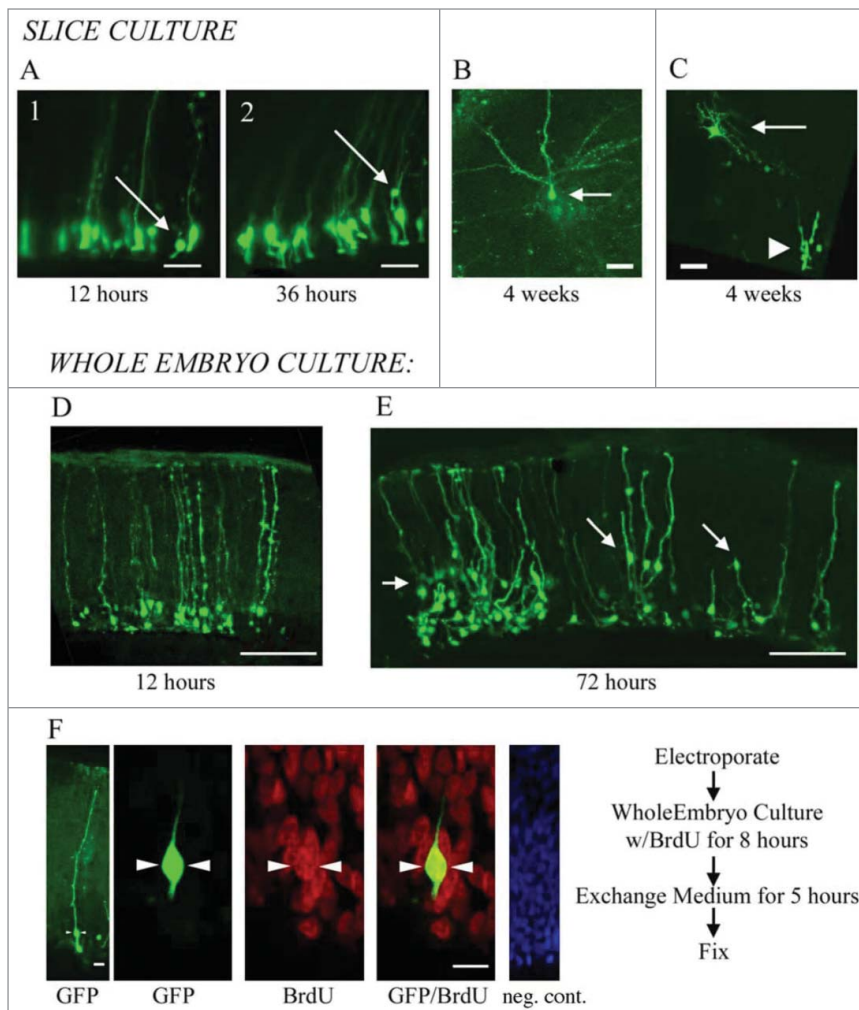 SLICE CULTURE
A
B
C
1
2
12 hours
36 hours
4 weeks
4 weeks
WHOLE EMBRYO CULTURE:
D
E
12 hours
72 hours
F
GFP
GFP
BrdU
GFP/BrdU
neg. cont.
Electroporate
WholeEmbryo Culture
w/BrdU for 8 hours
Exchange Medium for 5 hours
Fix